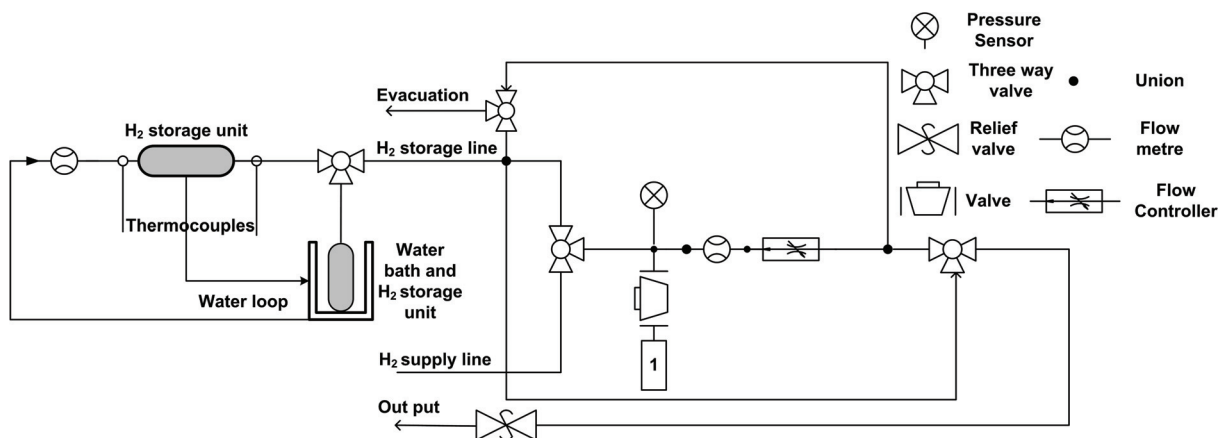 Pressure
Sensor
Three way
valve
Union
Relief
valve
Flow
metre
Valve
Flow
Controller
Evacuation
H₂ storage unit
H₂ storage line
Thermocouples
Water
bath and
H₂ storage
unit
Water loop
H₂ supply line
1
Out put